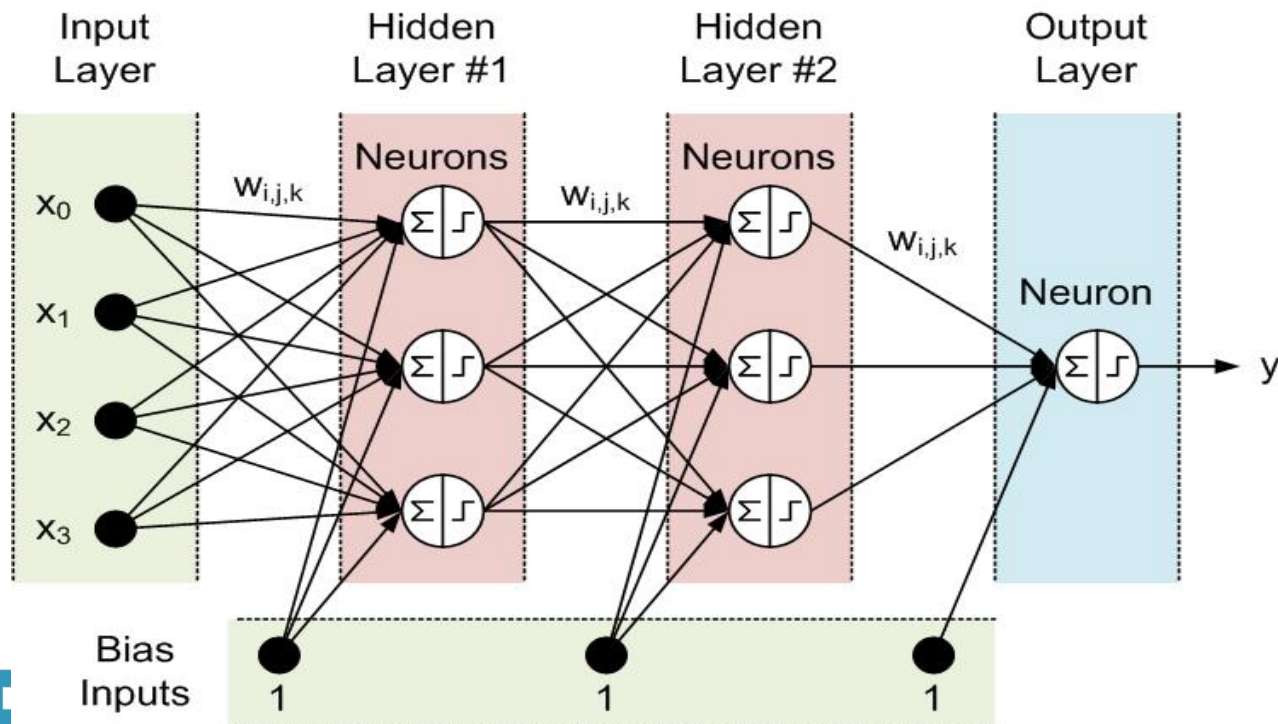 Input
Layer
Hidden
Layer #1
Hidden
Layer #2
Output
Layer
Neurons
Neurons
x0
wi,j,k
Σ
wi,j,k
Σ
wi,j,k
x1
Neuron
Σ
Σ
Σ
y
x2
x3
Σ
Σ
Bias
Inputs
1
1
1